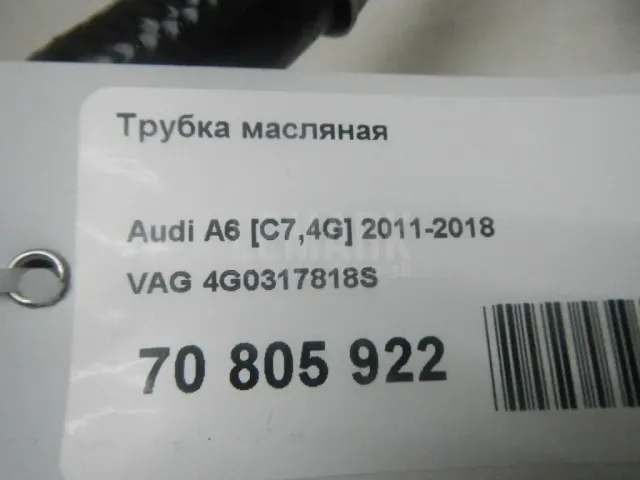 Трубка масляная
Audi A6 [C7,4G] 2011-2018
VAG 4G0317818S
70 805 922